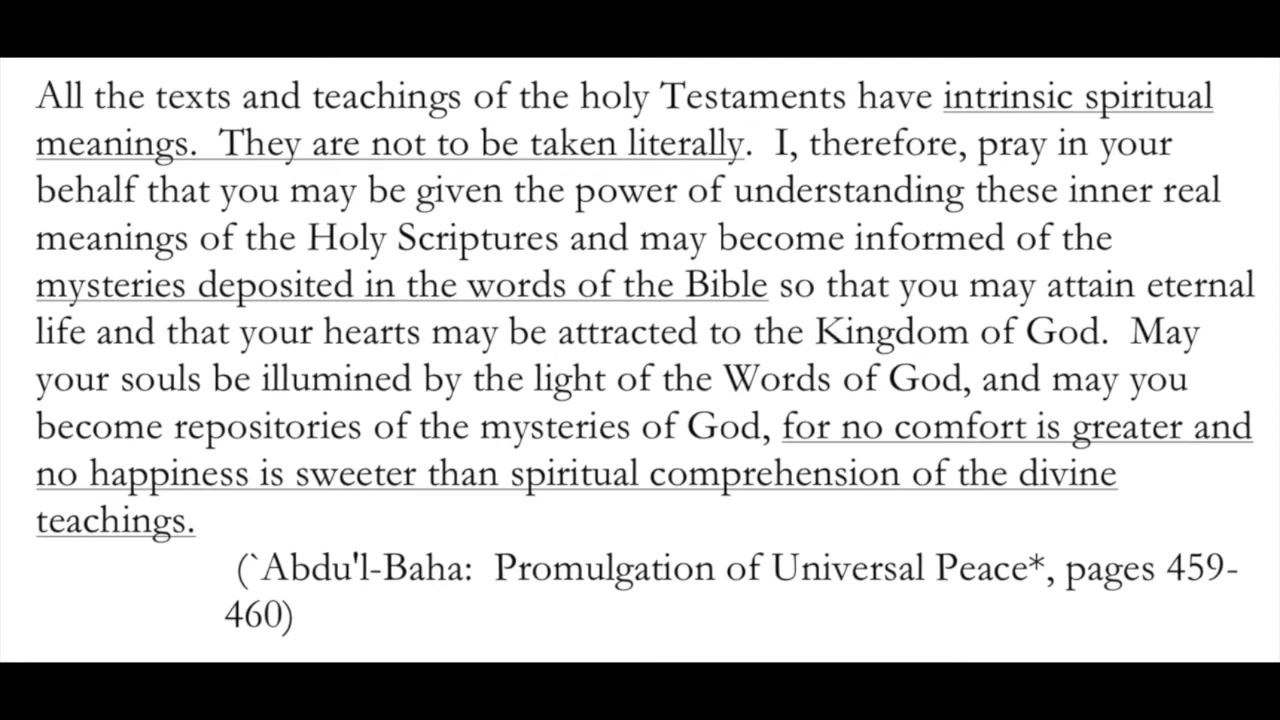 All the texts and teachings of the holy Testaments have intrinsic spiritual
meanings.  They are not to be taken literally.  I, therefore, pray in your
behalf that you may be given the power of understanding these inner real
meanings of the Holy Scriptures and may become informed of the
mysteries deposited in the words of the Bible so that you may attain eternal
life and that your hearts may be attracted to the Kingdom of God.  May
your souls be illumined by the light of the Words of God, and may you
become repositories of the mysteries of God, for no comfort is greater and
no happiness is sweeter than spiritual comprehension of the divine
teachings.
(`Abdu'l-Baha:  Promulgation of Universal Peace*, pages 459-
460)